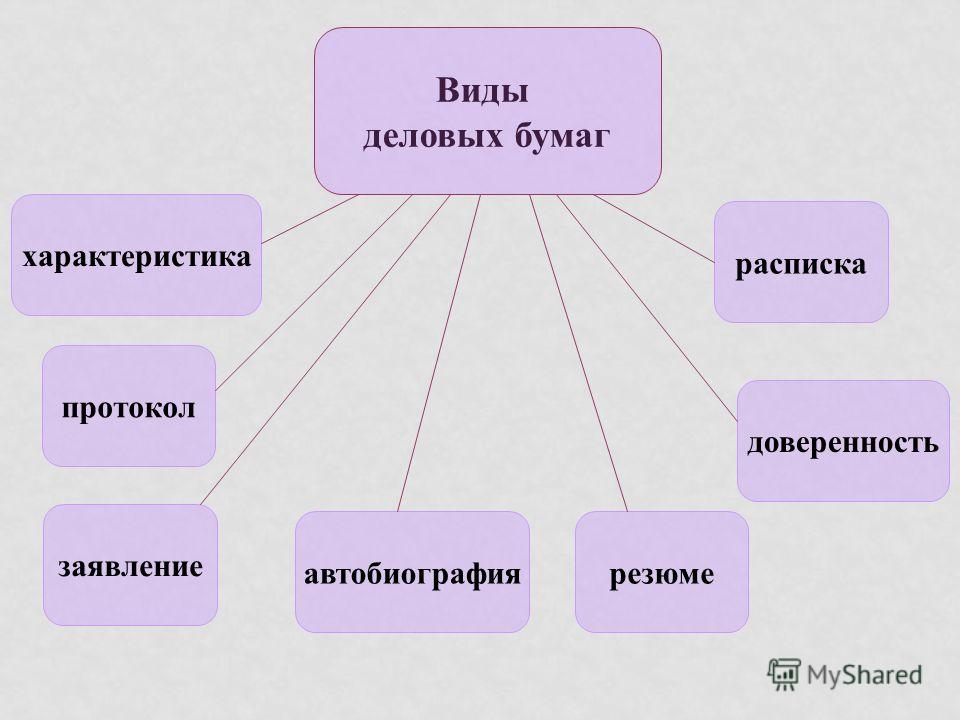 Виды
деловых бумаг
характеристика
расписка
протокол
доверенность
заявление
автобиография
резюме
MyShared